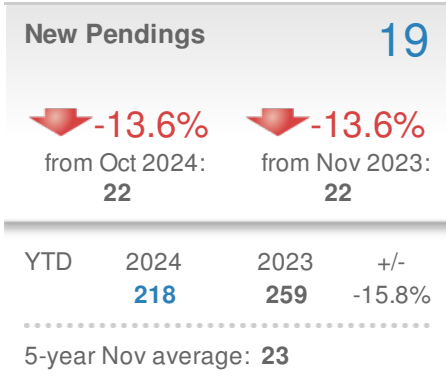 New Pendings 19
-13.6% -13.6%
from Oct 2024: from Nov 2023:
22 22
YTD 2024 2023 +/-
218 259 -15.8%
5-year Nov average: 23